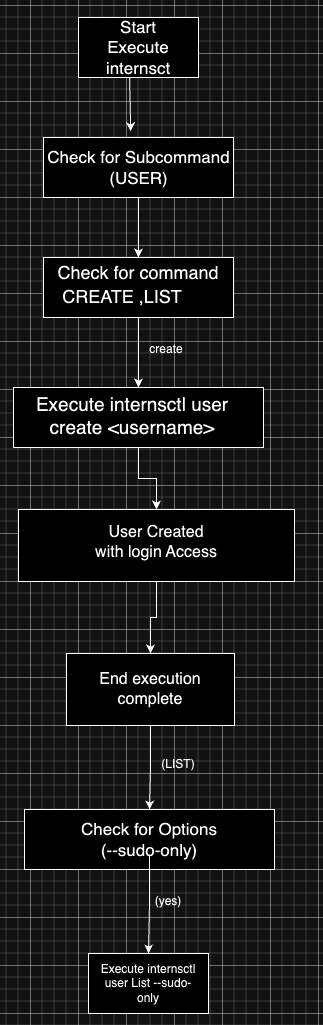 Start
Execute
internsct
Check for Subcommand
(USER)
Check for command
CREATE ,LIST
create
Execute internsctl user
create <username>
User Created
with login Access
End execution
complete
(LIST)
Check for Options
(--sudo-only)
(yes)
Execute internsctl
user List --sudo-
only